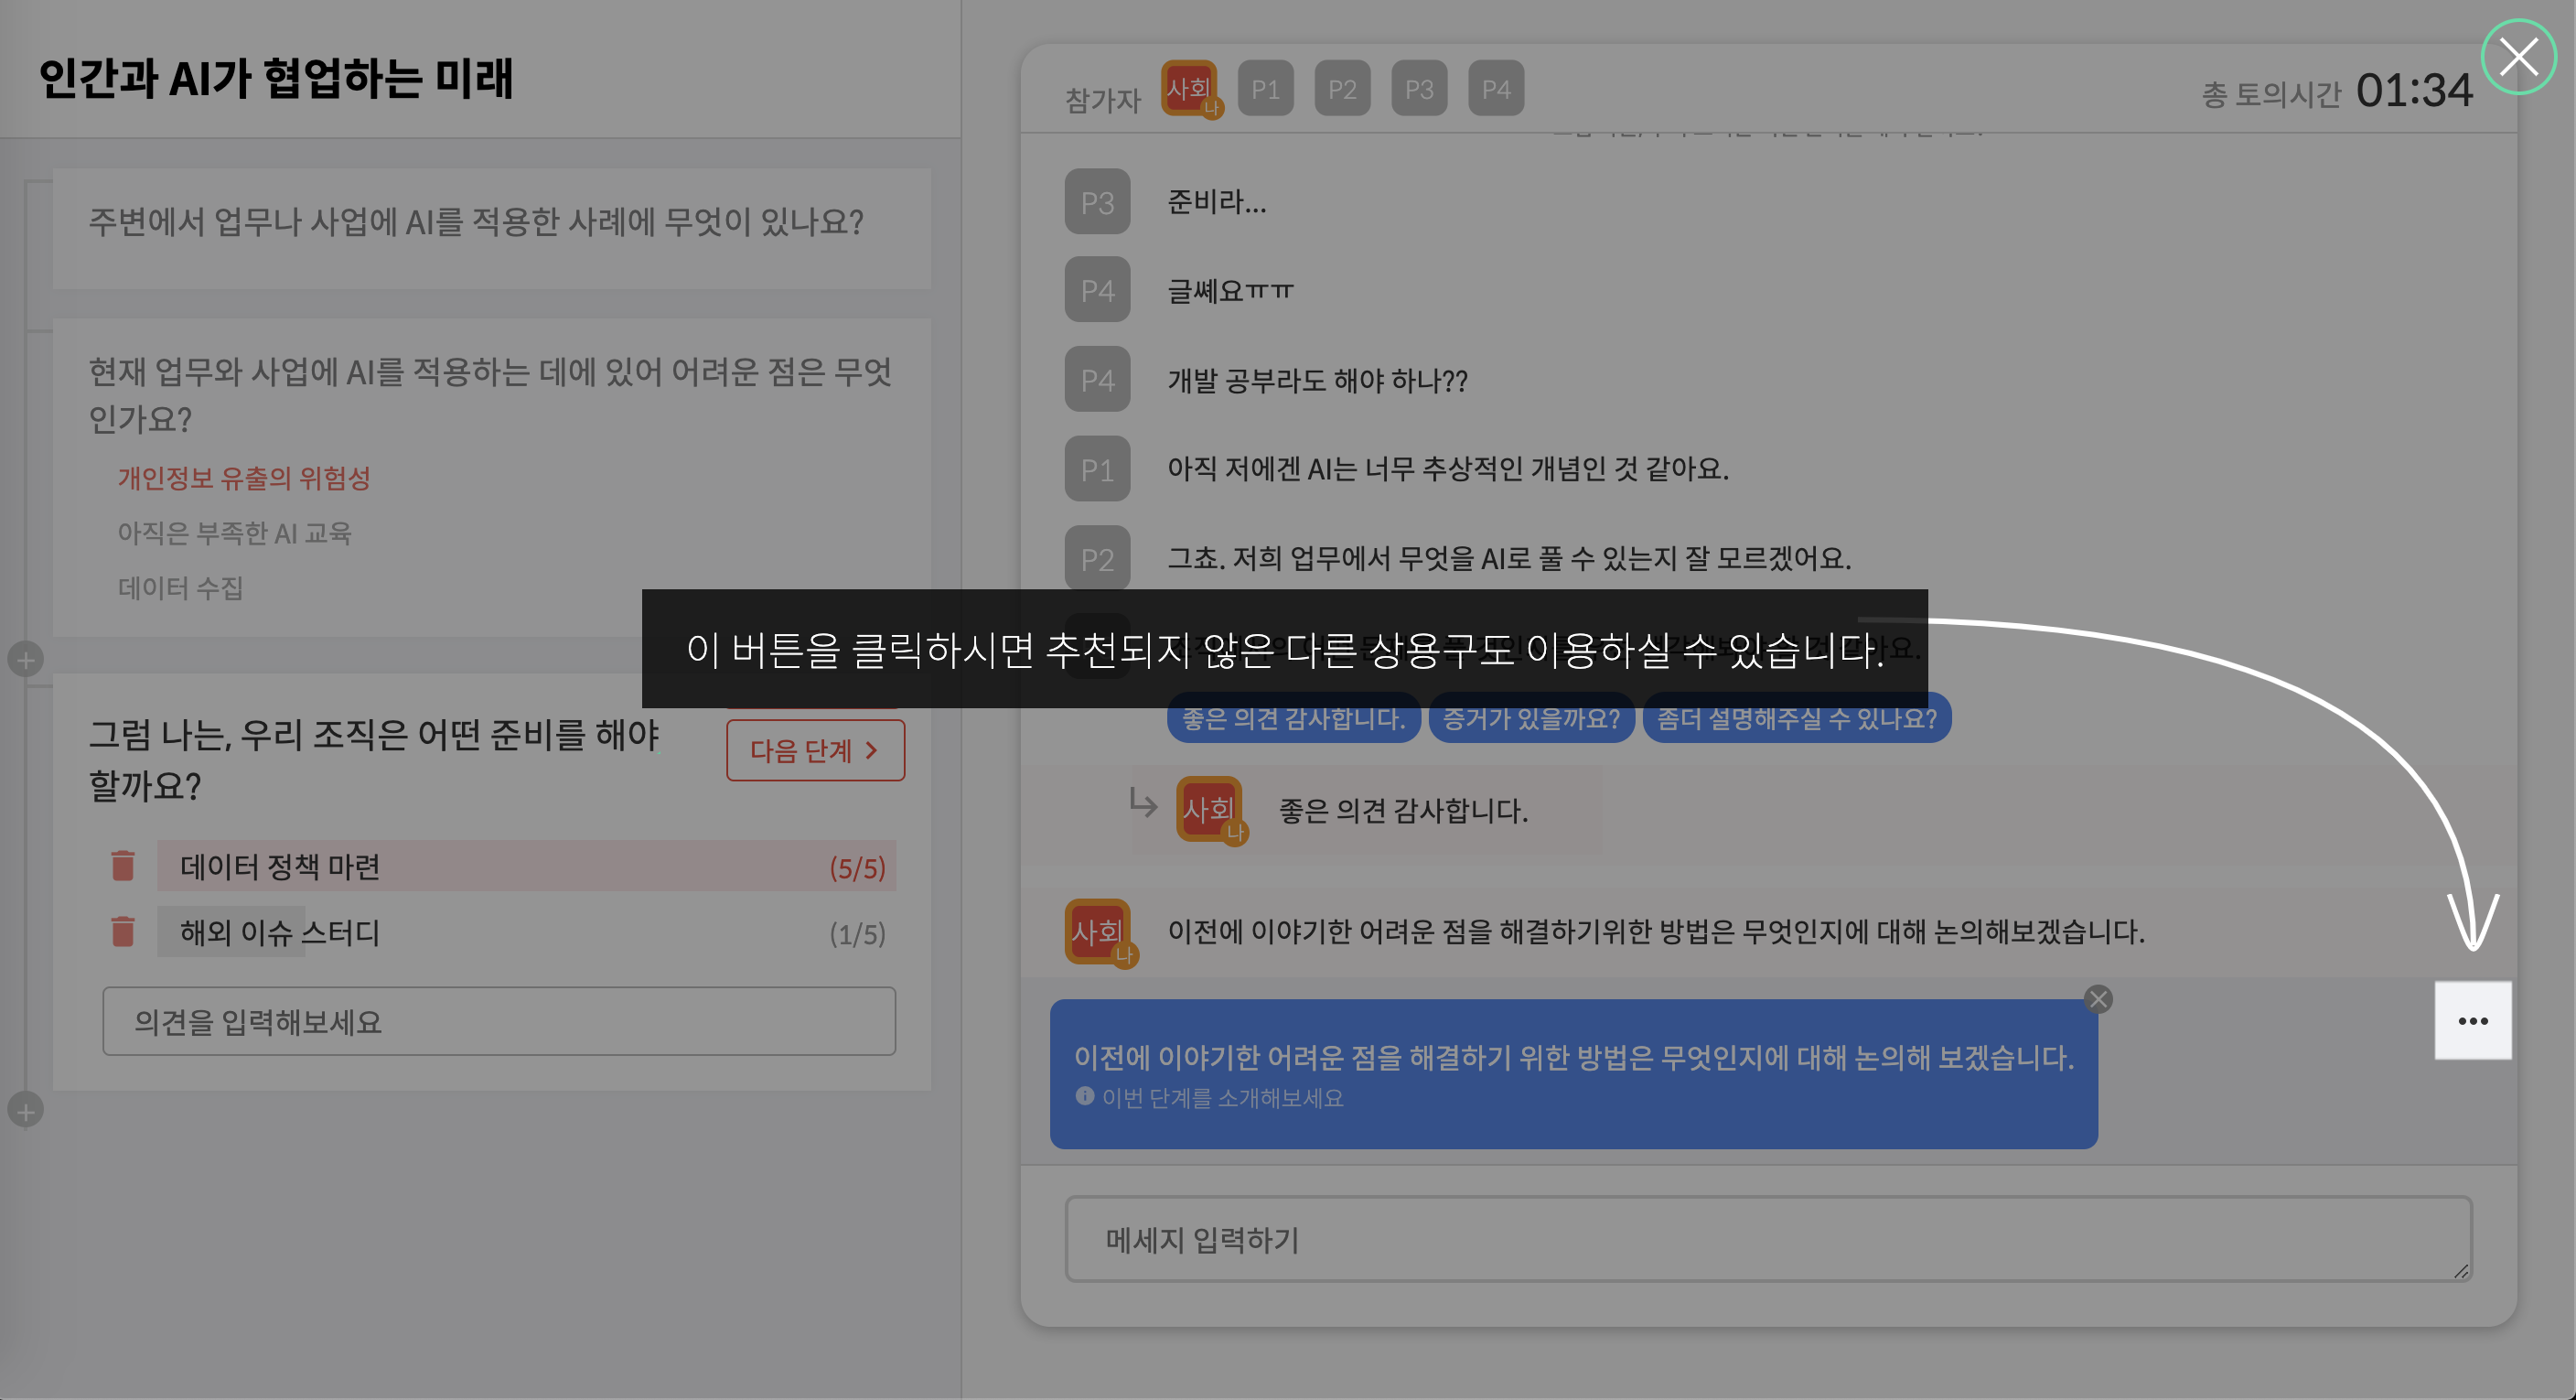 인간과 AI가 협업하는 미래
주변에서 업무나 사업에 AI를 적용한 사례에 무엇이 있나요?
현재 업무와 사업에 AI를 적용하는 데에 있어 어려운 점은 무엇
인가요?
개인정보 유출의 위험성
아직은 부족한 AI 교육
데이터 수집
그럼 나는, 우리 조직은 어떤 준비를 해야
할까요?
다음 단계
데이터 정책 마련 (5/5)
해외 이슈 스터디 (1/5)
의견을 입력해보세요
참가자 사회 나 P1 P2 P3 P4
총 토의시간 01:34
P3 준비라...
P4 글쎄요ㅠㅠ
P4 개발 공부라도 해야 하나??
P1 아직 저에겐 AI는 너무 추상적인 개념인 것 같아요.
P2 그쵸. 저희 업무에서 무엇을 AI로 풀 수 있는지 잘 모르겠어요.
이 버튼을 클릭하시면 추천되지 않은 다른 상용구도 이용하실 수 있습니다.
좋은 의견 감사합니다. 증거가 있을까요? 좀더 설명해주실 수 있나요?
사회 나 좋은 의견 감사합니다.
사회 나 이전에 이야기한 어려운 점을 해결하기위한 방법은 무엇인지에 대해 논의해보겠습니다.
이전에 이야기한 어려운 점을 해결하기 위한 방법은 무엇인지에 대해 논의해 보겠습니다.
이번 단계를 소개해보세요
메세지 입력하기